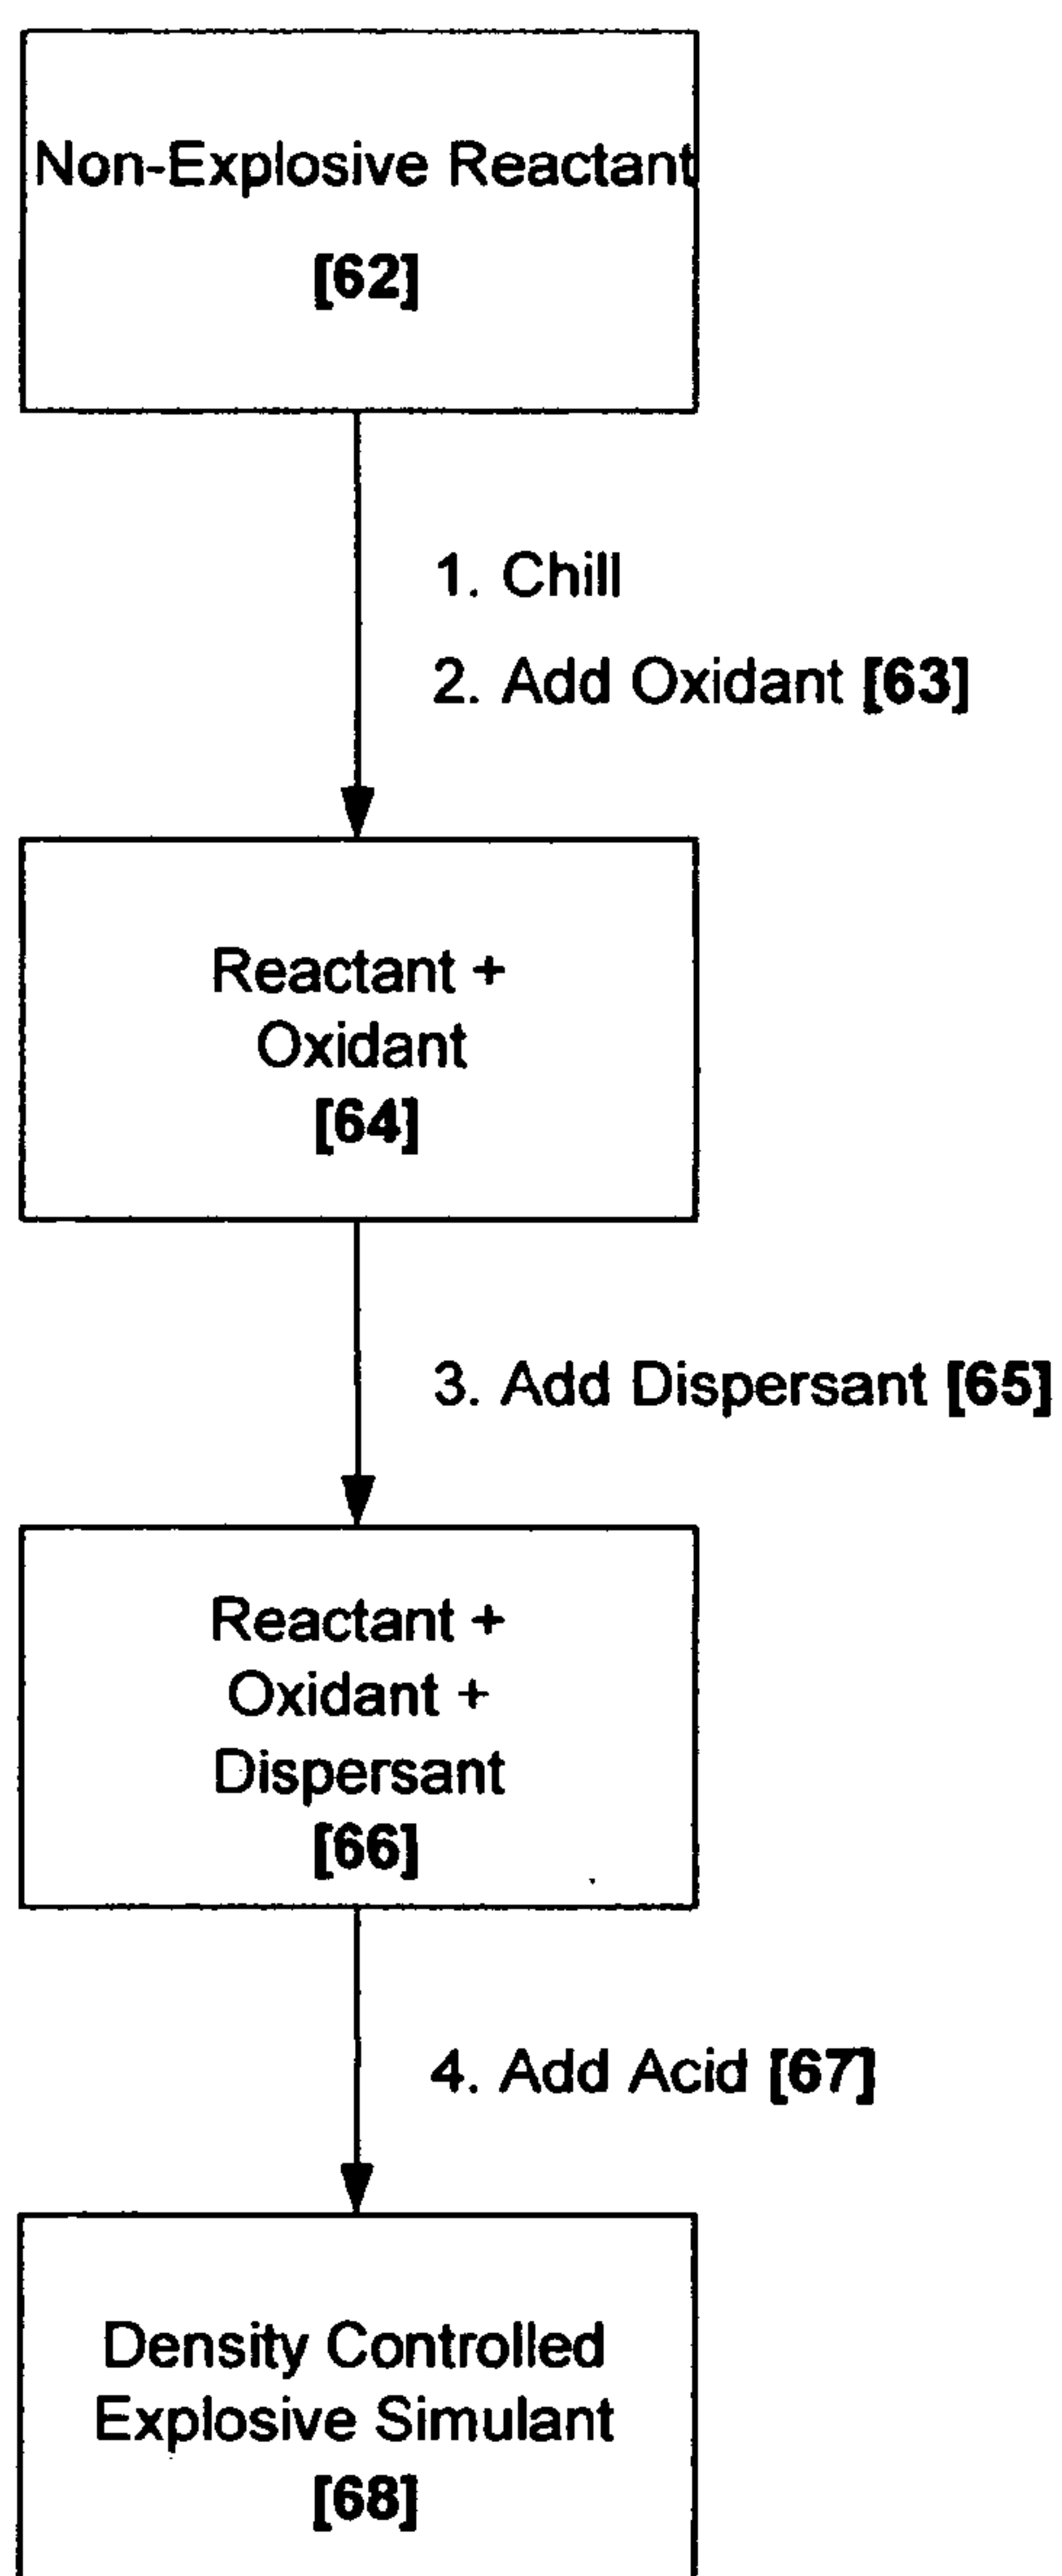 Non-Explosive Reactant
[62]
1. Chill
2. Add Oxidant [63]
Reactant +
Oxidant
[64]
3. Add Dispersant [65]
Reactant +
Oxidant +
Dispersant
[66]
4. Add Acid [67]
Density Controlled
Explosive Simulant
[68]